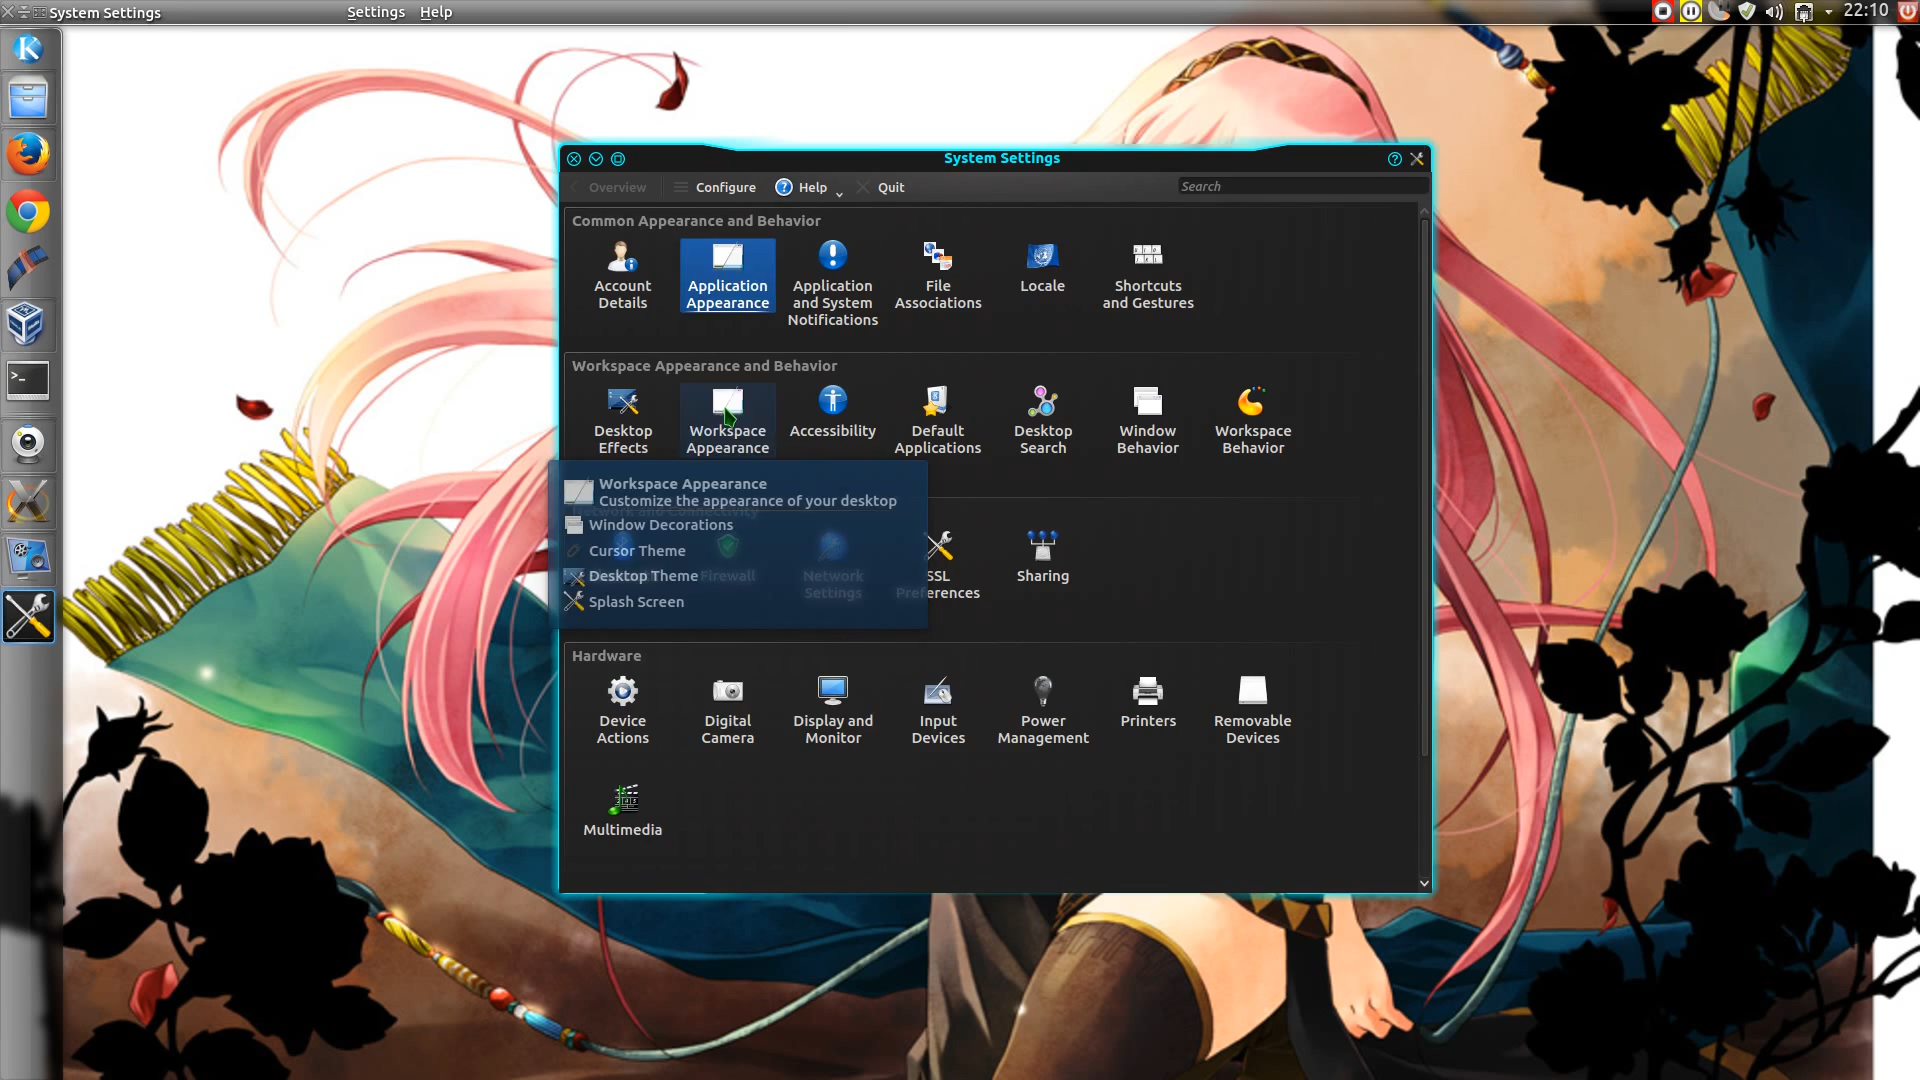 System Settings
Settings Help
22:10
System Settings
Overview Configure Help Quit
Search
Common Appearance and Behavior
Account Details
Application Appearance
Application and System Notifications
File Associations
Locale
Shortcuts and Gestures
Workspace Appearance and Behavior
Desktop Effects
Workspace Appearance
Accessibility
Default Applications
Desktop Search
Window Behavior
Workspace Behavior
Workspace Appearance
Customize the appearance of your desktop
Window Decorations
Cursor Theme
Desktop Theme
Splash Screen
Network and Connectivity
Firewall
Network Settings
SSL Preferences
Sharing
Hardware
Device Actions
Digital Camera
Display and Monitor
Input Devices
Power Management
Printers
Removable Devices
Multimedia